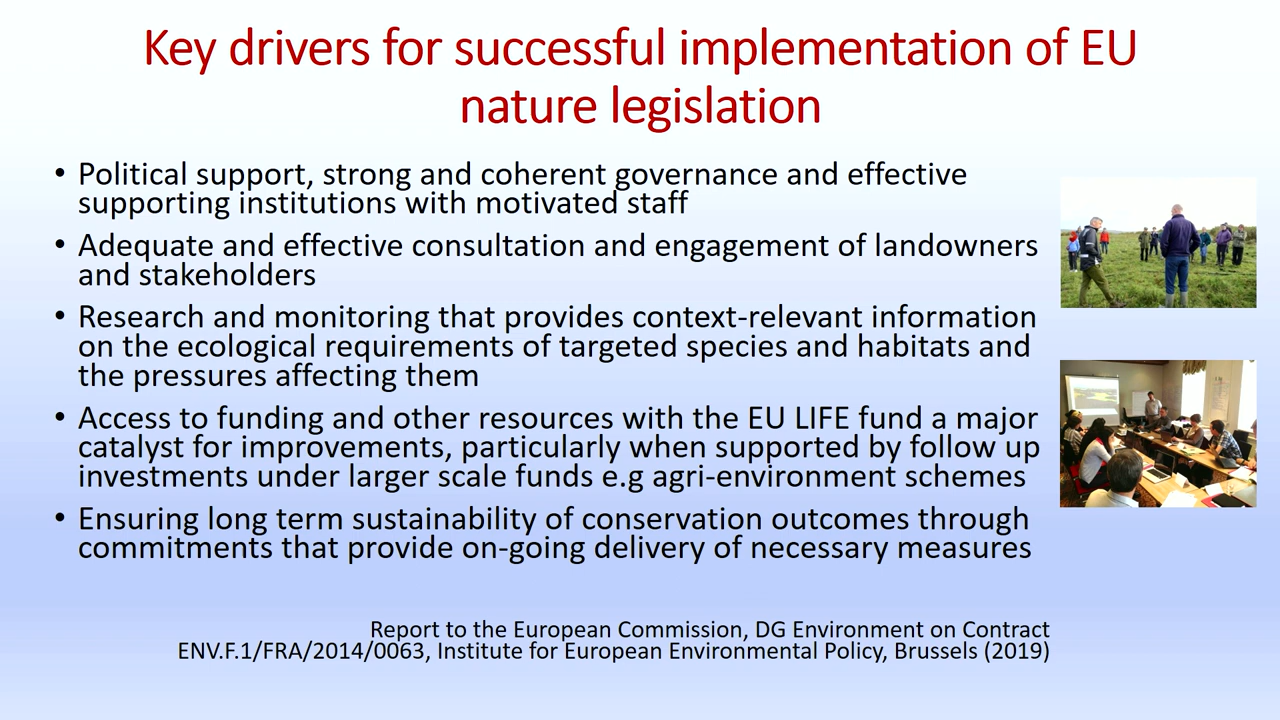 Key drivers for successful implementation of EU
nature legislation
• Political support, strong and coherent governance and effective
supporting institutions with motivated staff
• Adequate and effective consultation and engagement of landowners
and stakeholders
• Research and monitoring that provides context-relevant information
on the ecological requirements of targeted species and habitats and
the pressures affecting them
• Access to funding and other resources with the EU LIFE fund a major
catalyst for improvements, particularly when supported by follow up
investments under larger scale funds e.g agri-environment schemes
• Ensuring long term sustainability of conservation outcomes through
commitments that provide on-going delivery of necessary measures
Report to the European Commission, DG Environment on Contract
ENV.F.1/FRA/2014/0063, Institute for European Environmental Policy, Brussels (2019)